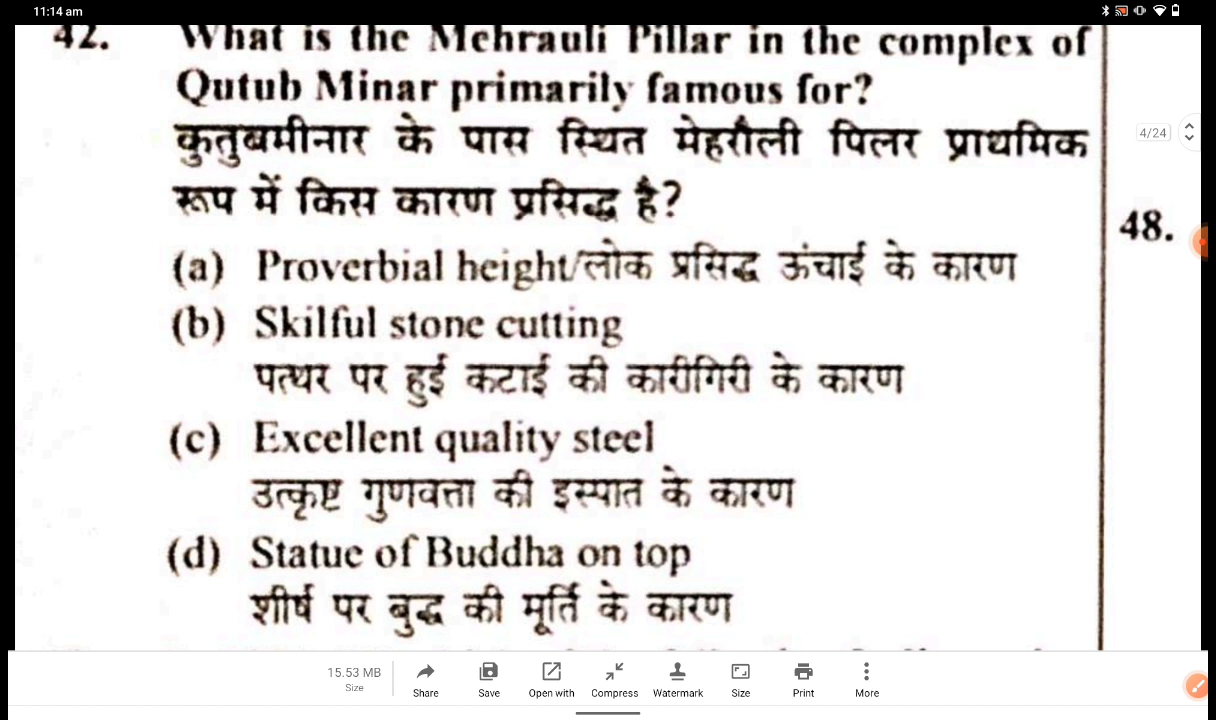 11:14 am
42. What is the Mehrauli Pillar in the complex of
Qutub Minar primarily famous for?
कुतुबमीनार के पास स्थित मेहरौली पिलर प्राथमिक
रूप में किस कारण प्रसिद्ध है?
(a) Proverbial height/लोक प्रसिद्ध ऊंचाई के कारण
(b) Skilful stone cutting
पत्थर पर हुई कटाई की कारीगिरी के कारण
(c) Excellent quality steel
उत्कृष्ट गुणवत्ता की इस्पात के कारण
(d) Statue of Buddha on top
शीर्ष पर बुद्ध की मूर्ति के कारण
4/24
48.
15.53 MB
Size
Share
Save
Open with
Compress
Watermark
Size
Print
More